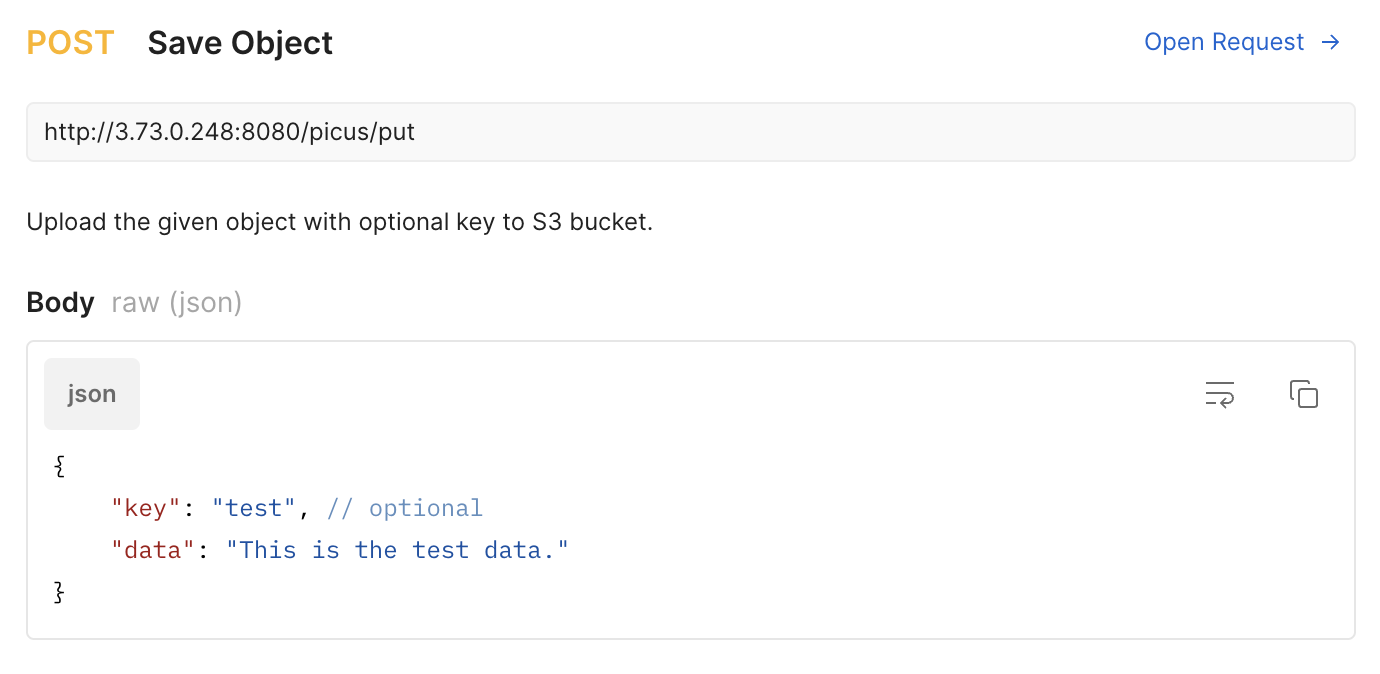 POST Save Object Open Request →
http://3.73.0.248:8080/picus/put
Upload the given object with optional key to S3 bucket.
Body raw (json)
json
{
    "key": "test", // optional
    "data": "This is the test data."
}